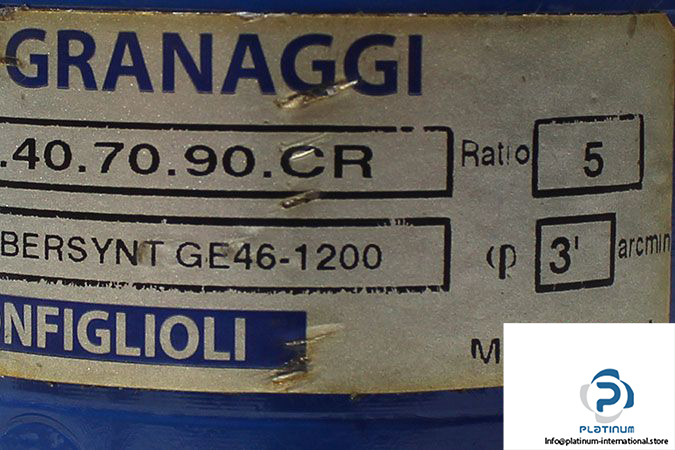 GRANAGGI
.40.70.90.CR Ratio 5
BERSYNT GE46-1200 φ 3' arcmin
NFIGLIOLI
M
PLATINUM
Info@platinum-international.store